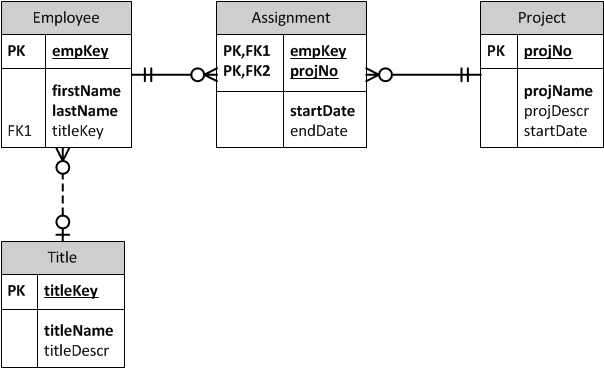 Employee
PK empKey
firstName
lastName
FK1 titleKey
Assignment
PK,FK1 empKey
PK,FK2 projNo
startDate
endDate
Project
PK projNo
projName
projDescr
startDate
Title
PK titleKey
titleName
titleDescr